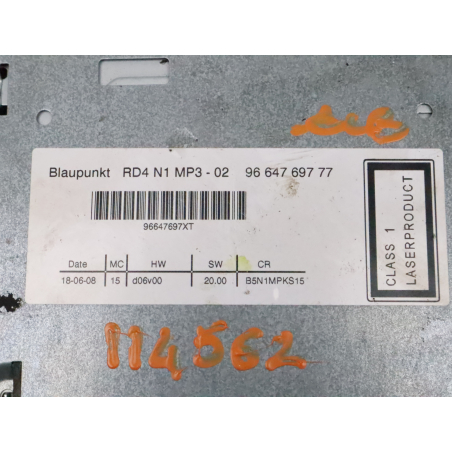 Blaupunkt RD4 N1 MP3 - 02 96 647 697 77
96647697XT
Date MC HW SW CR
18-06-08 15 d06v00 20.00 B5N1MPKS15
CLASS 1
LASERPRODUCT
114562